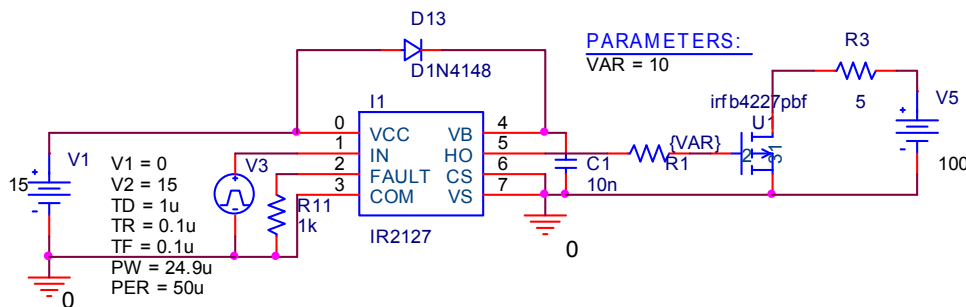 D13
D1N4148
PARAMETERS:
VAR = 10
R3
5
irfb4227pbf
U1
2
3
1
V5
100
I1
0
VCC
VB
4
1
IN
HO
5
2
FAULT
CS
6
3
COM
VS
7
IR2127
{VAR}
R1
C1
10n
V1
15
V1 = 0
V2 = 15
TD = 1u
TR = 0.1u
TF = 0.1u
PW = 24.9u
PER = 50u
V3
R11
1k
0
0